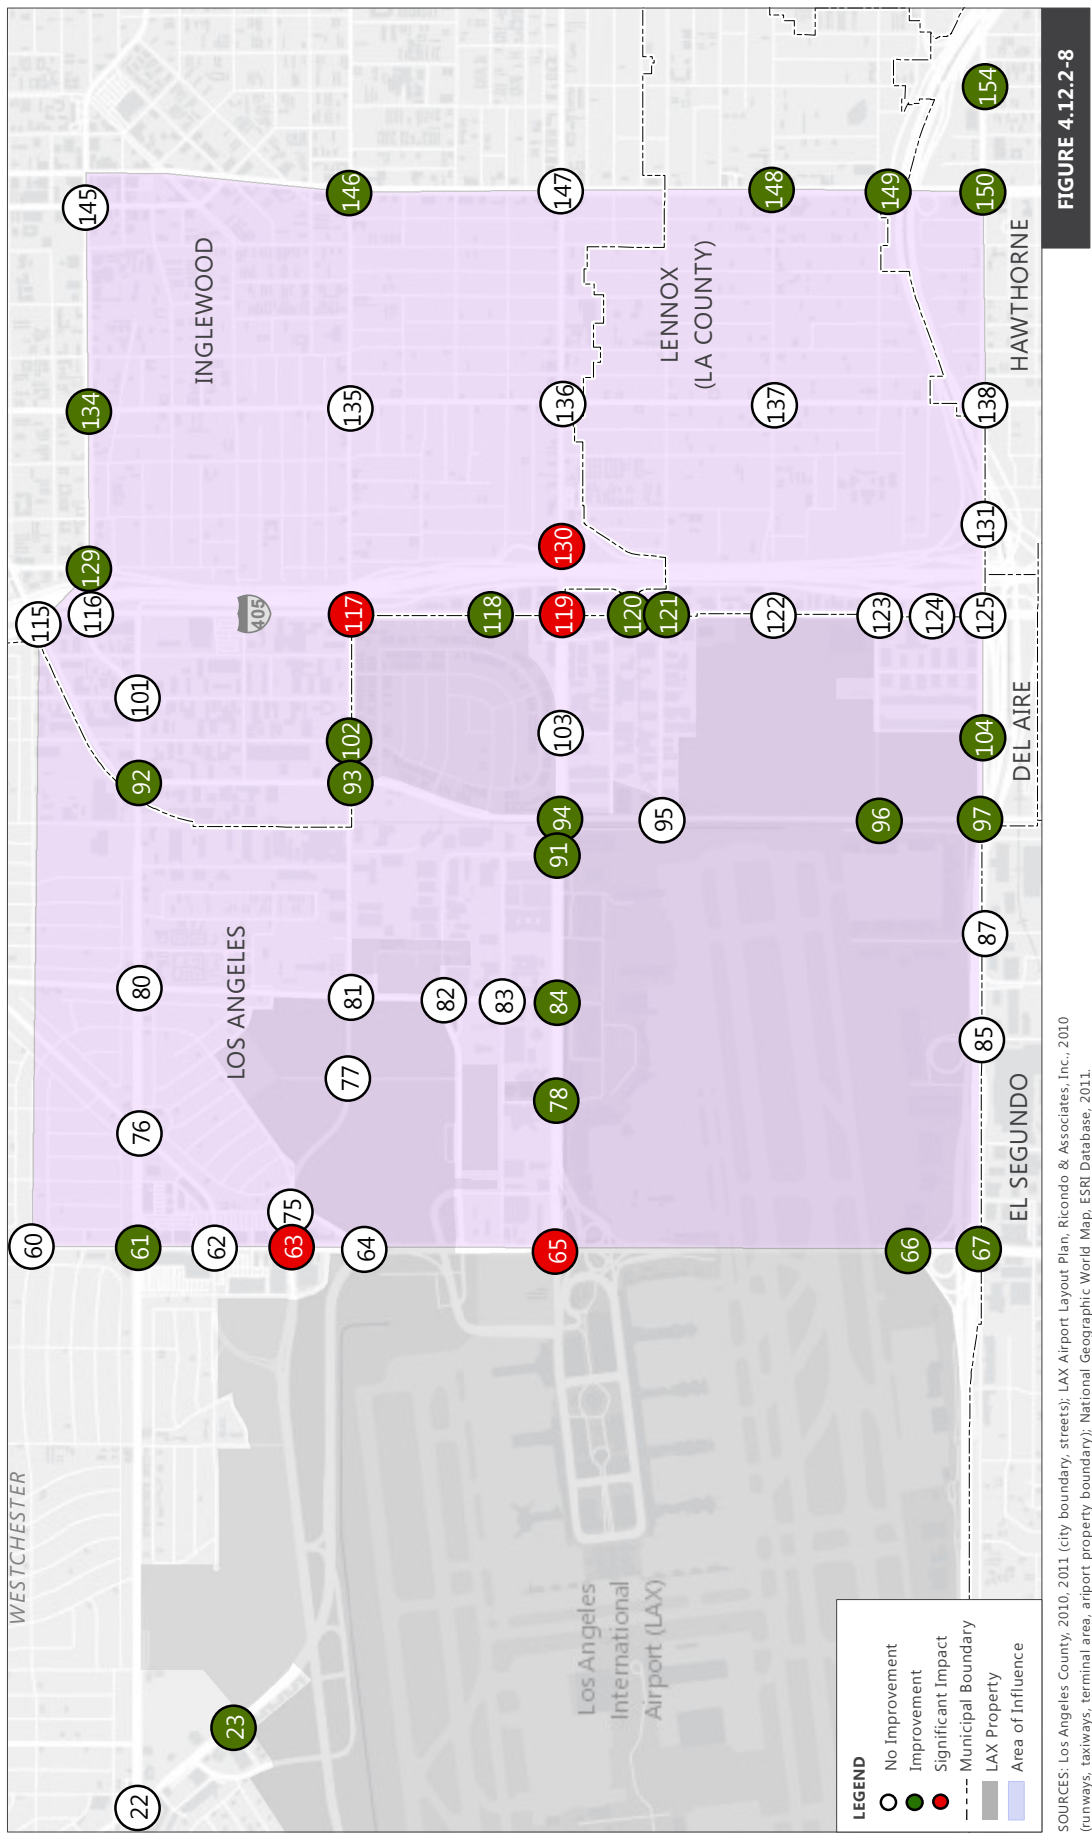 FIGURE 4.12.2-8
WESTCHESTER
LOS ANGELES
INGLEWOOD
LENNOX
(LA COUNTY)
HAWTHORNE
DEL AIRE
EL SEGUNDO
405
Los Angeles
International
Airport (LAX)
22
23
60
61
62
63
75
64
65
66
67
76
77
78
80
81
82
83
84
85
87
91
92
93
94
95
96
97
101
102
103
104
115
116
117
118
119
120
121
122
123
124
125
129
130
131
134
135
136
137
138
145
146
147
148
149
150
154
LEGEND
No Improvement
Improvement
Significant Impact
Municipal Boundary
LAX Property
Area of Influence
SOURCES: Los Angeles County, 2010, 2011 (city boundary, streets); LAX Airport Layout Plan, Ricondo & Associates, Inc., 2010
(runways, taxiways, terminal area, ariport property boundary); National Geographic World Map, ESRI Database, 2011.